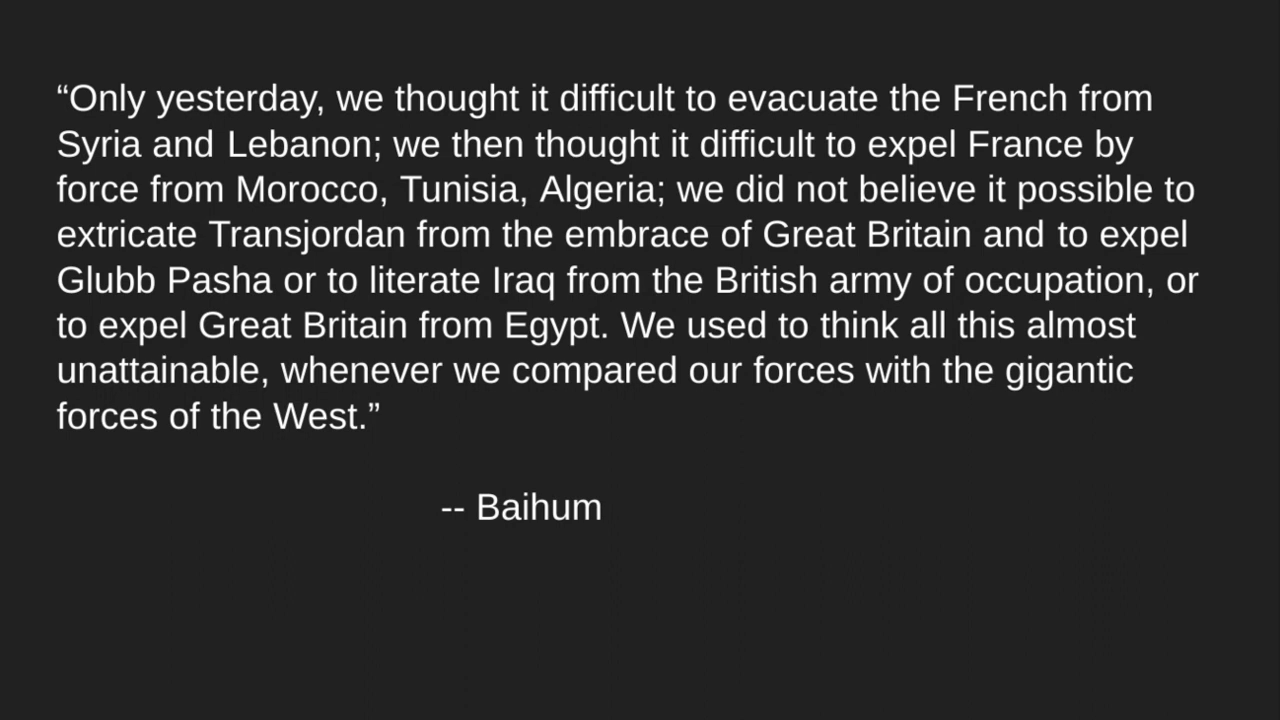 “Only yesterday, we thought it difficult to evacuate the French from
Syria and Lebanon; we then thought it difficult to expel France by
force from Morocco, Tunisia, Algeria; we did not believe it possible to
extricate Transjordan from the embrace of Great Britain and to expel
Glubb Pasha or to literate Iraq from the British army of occupation, or
to expel Great Britain from Egypt. We used to think all this almost
unattainable, whenever we compared our forces with the gigantic
forces of the West.”
-- Baihum